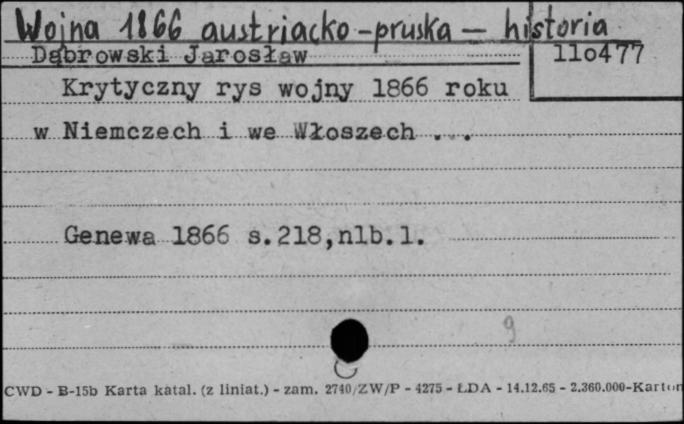 Wojna 1866 austriacko-pruska — historia
Dąbrowski Jarosław
110477
Krytyczny rys wojny 1866 roku
w Niemczech i we Włoszech ...
Genewa 1866 s.218,nlb.1.
9
CWD - B-15b Karta katal. (z liniat.) - zam. 2740/ZW/P - 4275 - ŁDA - 14.12.65 - 2.360.000-Karton